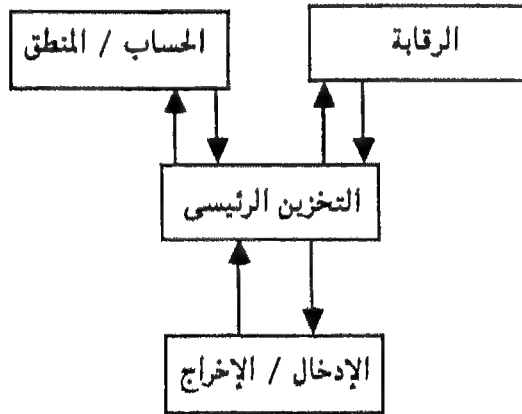 الرقابة
الحساب / المنطق
التخزين الرئيسى
الإدخال / الإخراج